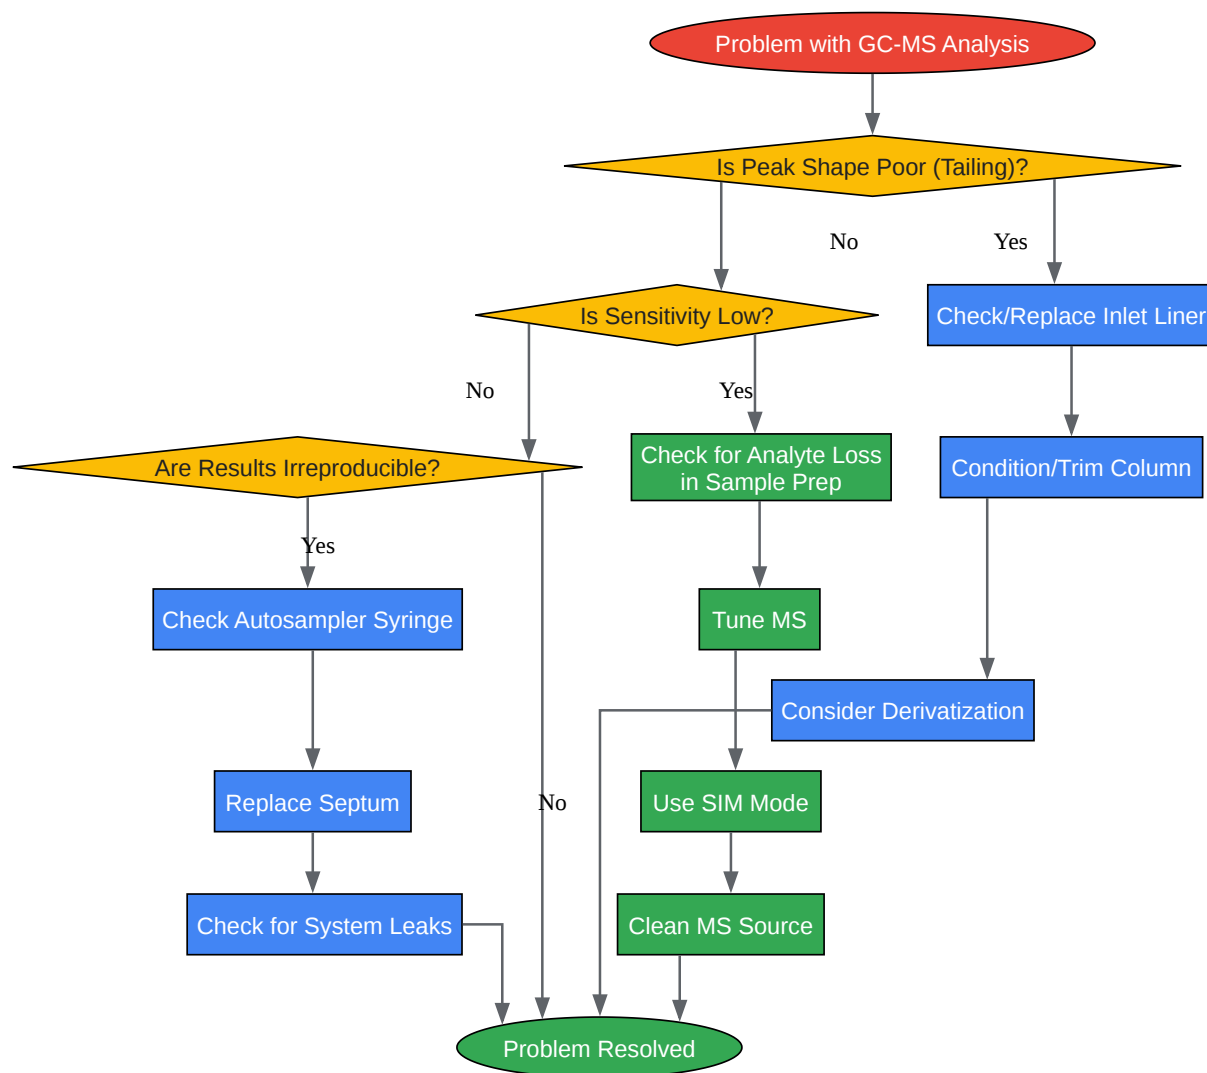 Problem with GC-MS Analysis
Is Peak Shape Poor (Tailing)?
No
Yes
Is Sensitivity Low?
Check/Replace Inlet Liner
No
Yes
Are Results Irreproducible?
Check for Analyte Loss
in Sample Prep
Condition/Trim Column
Yes
Check Autosampler Syringe
Tune MS
Consider Derivatization
Replace Septum
No
Use SIM Mode
Check for System Leaks
Clean MS Source
Problem Resolved